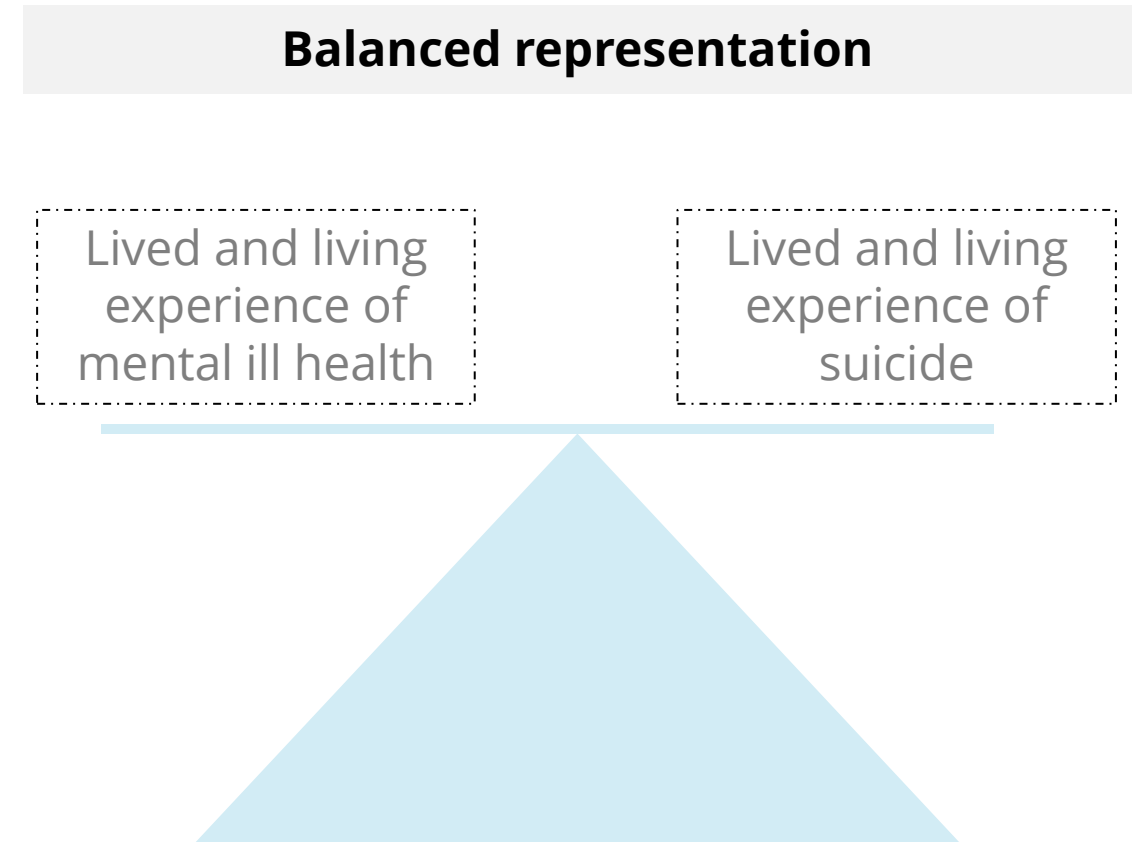 Balanced representation
Lived and living
experience of
mental ill health
Lived and living
experience of
suicide